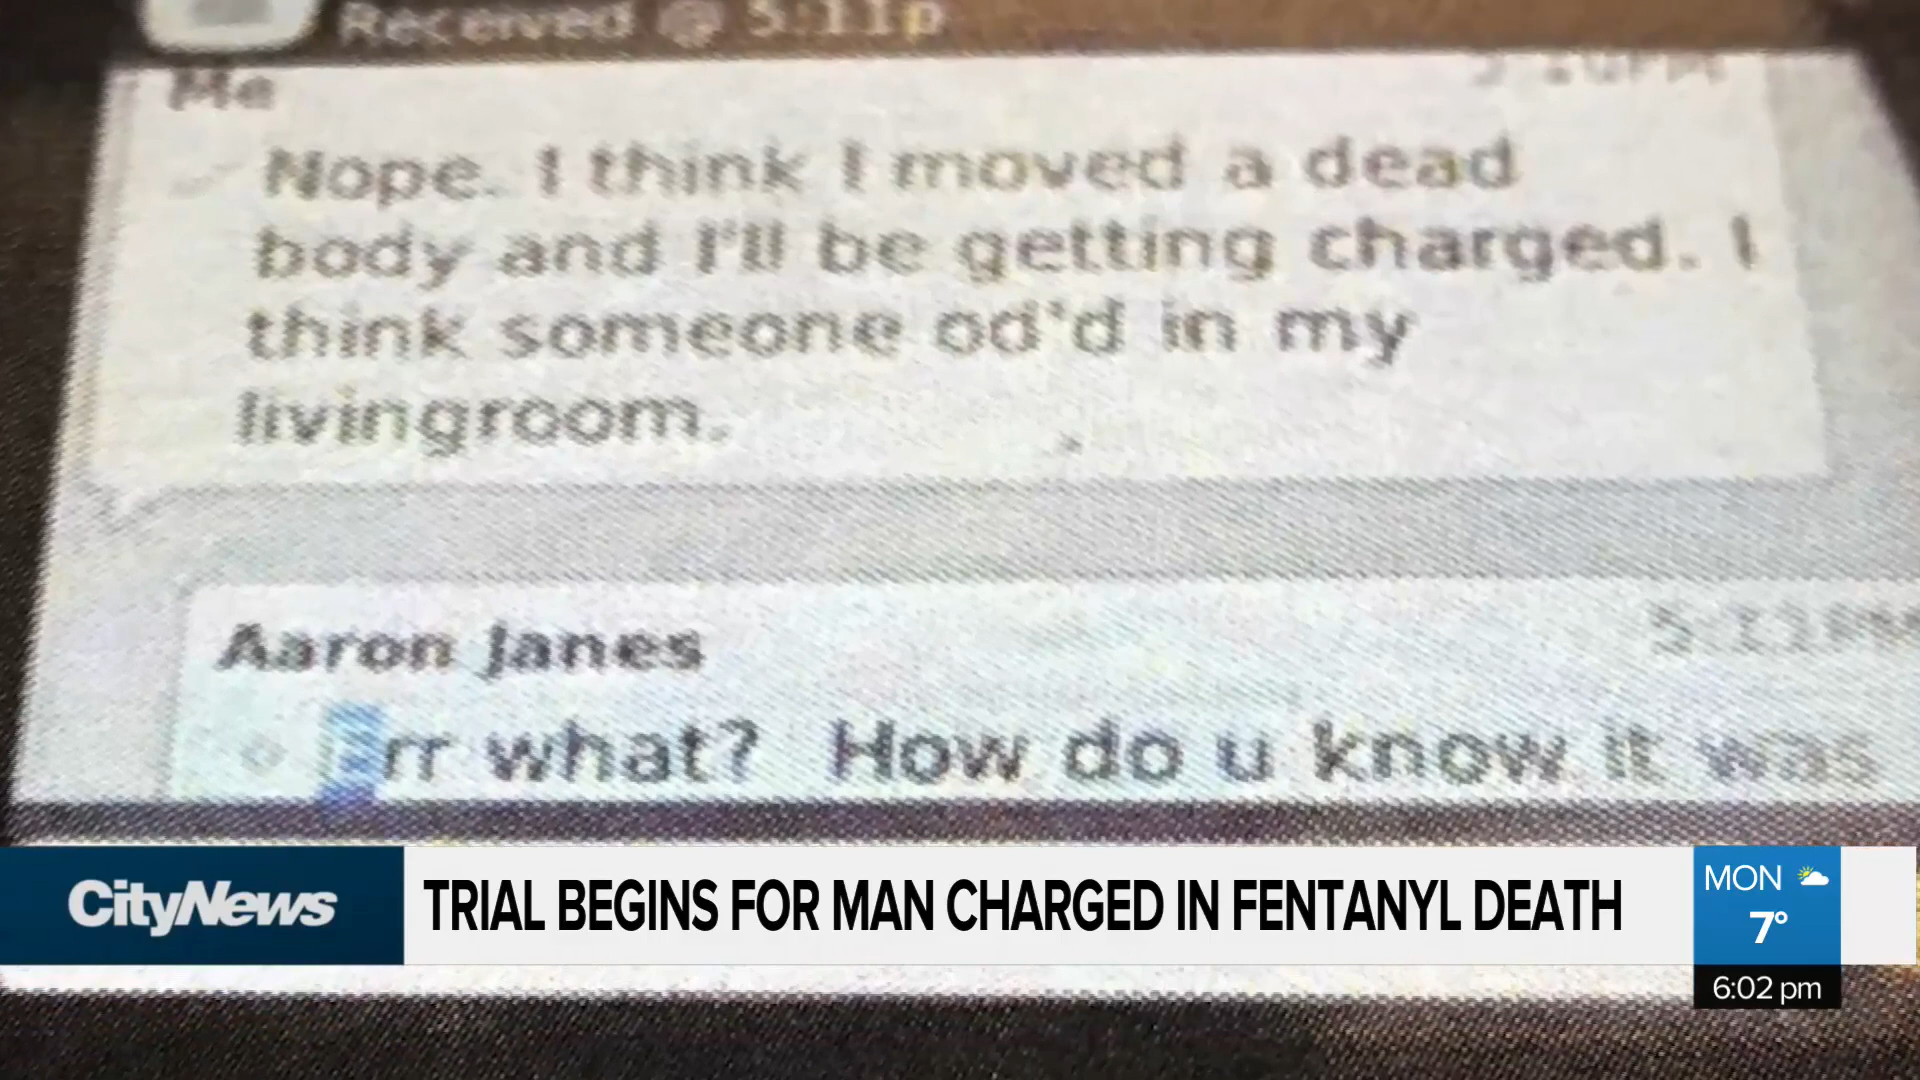 Received @ 5:11p
Me
Nope. I think I moved a dead
body and I'll be getting charged. I
think someone od'd in my
livingroom.
Aaron Janes 5:11PM
rr what? How do u know it was
CityNews
TRIAL BEGINS FOR MAN CHARGED IN FENTANYL DEATH
MON
7°
6:02 pm